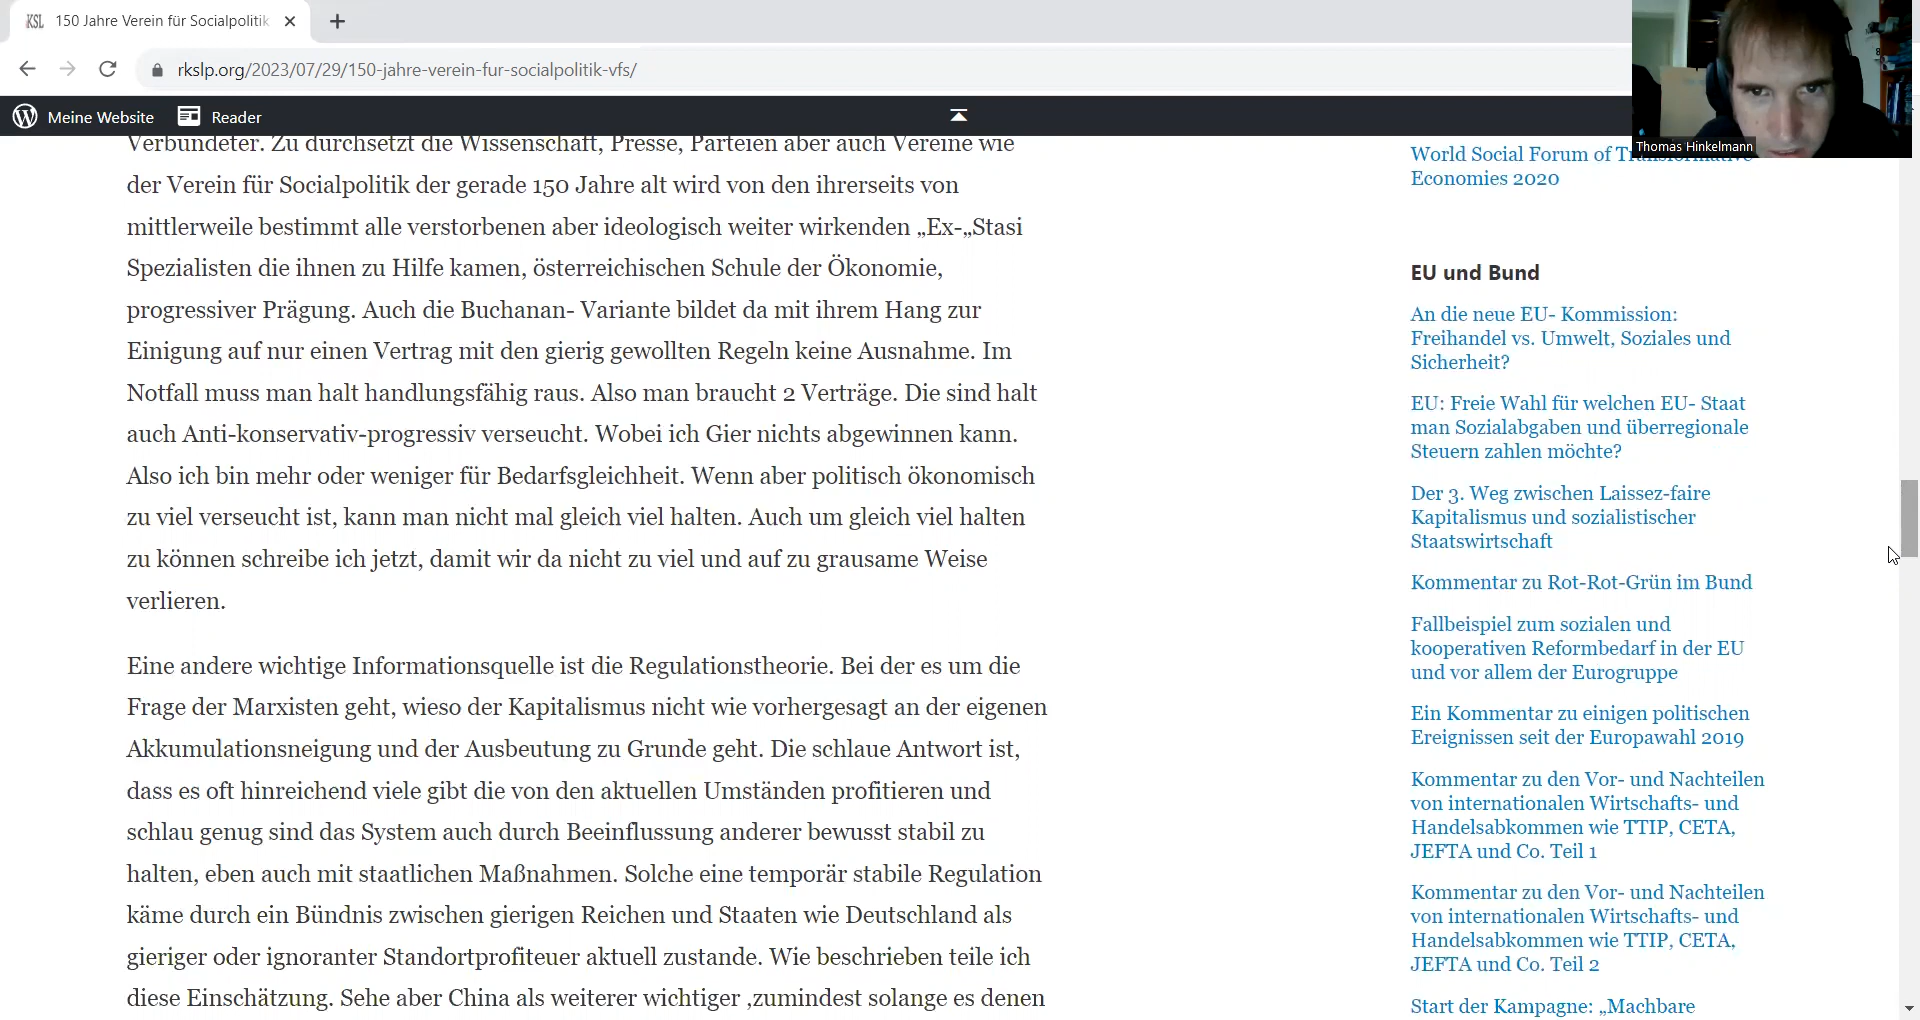 150 Jahre Verein für Socialpolitik
rkslp.org/2023/07/29/150-jahre-verein-fur-socialpolitik-vfs/
Meine Website
Reader
Thomas Hinkelmann
Verbündeter. Zu durchsetzt die Wissenschaft, Presse, Parteien aber auch Vereine wie
der Verein für Socialpolitik der gerade 150 Jahre alt wird von den ihrerseits von
mittlerweile bestimmt alle verstorbenen aber ideologisch weiter wirkenden „Ex-„Stasi
Spezialisten die ihnen zu Hilfe kamen, österreichischen Schule der Ökonomie,
progressiver Prägung. Auch die Buchanan- Variante bildet da mit ihrem Hang zur
Einigung auf nur einen Vertrag mit den gierig gewollten Regeln keine Ausnahme. Im
Notfall muss man halt handlungsfähig raus. Also man braucht 2 Verträge. Die sind halt
auch Anti-konservativ-progressiv verseucht. Wobei ich Gier nichts abgewinnen kann.
Also ich bin mehr oder weniger für Bedarfsgleichheit. Wenn aber politisch ökonomisch
zu viel verseucht ist, kann man nicht mal gleich viel halten. Auch um gleich viel halten
zu können schreibe ich jetzt, damit wir da nicht zu viel und auf zu grausame Weise
verlieren.
Eine andere wichtige Informationsquelle ist die Regulationstheorie. Bei der es um die
Frage der Marxisten geht, wieso der Kapitalismus nicht wie vorhergesagt an der eigenen
Akkumulationsneigung und der Ausbeutung zu Grunde geht. Die schlaue Antwort ist,
dass es oft hinreichend viele gibt die von den aktuellen Umständen profitieren und
schlau genug sind das System auch durch Beeinflussung anderer bewusst stabil zu
halten, eben auch mit staatlichen Maßnahmen. Solche eine temporär stabile Regulation
käme durch ein Bündnis zwischen gierigen Reichen und Staaten wie Deutschland als
gieriger oder ignoranter Standortprofiteuer aktuell zustande. Wie beschrieben teile ich
diese Einschätzung. Sehe aber China als weiterer wichtiger ,zumindest solange es denen
World Social Forum of Transformative
Economies 2020
EU und Bund
An die neue EU- Kommission:
Freihandel vs. Umwelt, Soziales und
Sicherheit?
EU: Freie Wahl für welchen EU- Staat
man Sozialabgaben und überregionale
Steuern zahlen möchte?
Der 3. Weg zwischen Laissez-faire
Kapitalismus und sozialistischer
Staatswirtschaft
Kommentar zu Rot-Rot-Grün im Bund
Fallbeispiel zum sozialen und
kooperativen Reformbedarf in der EU
und vor allem der Eurogruppe
Ein Kommentar zu einigen politischen
Ereignissen seit der Europawahl 2019
Kommentar zu den Vor- und Nachteilen
von internationalen Wirtschafts- und
Handelsabkommen wie TTIP, CETA,
JEFTA und Co. Teil 1
Kommentar zu den Vor- und Nachteilen
von internationalen Wirtschafts- und
Handelsabkommen wie TTIP, CETA,
JEFTA und Co. Teil 2
Start der Kampagne: „Machbare